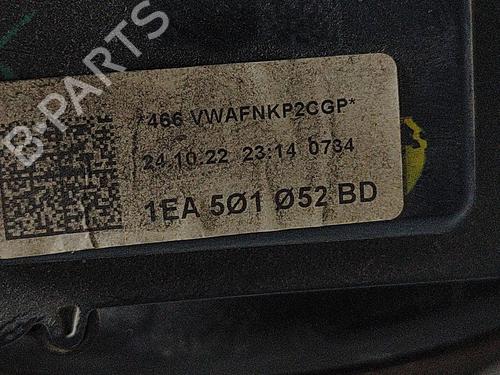 B-PARTS
*466 VWAFNKP2CGP*
24.10.22 23:14 0734
1EA 5Ø1 Ø52 BD